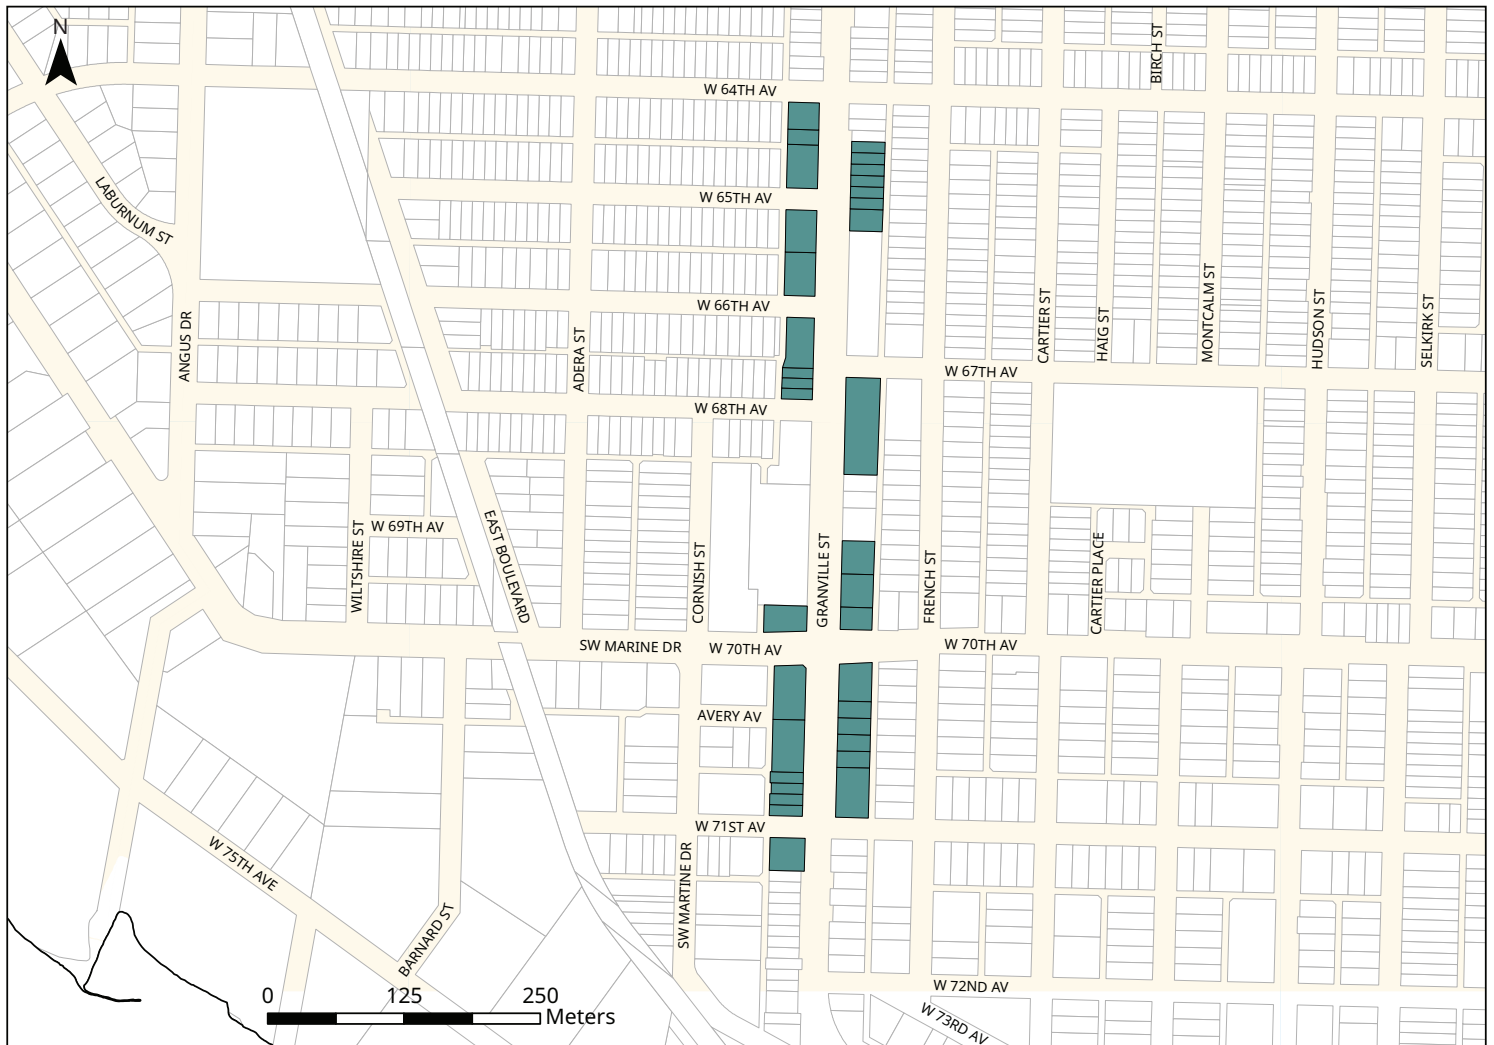 N
BIRCH ST
W 64TH AV
LABURNUM ST
W 65TH AV
W 66TH AV
ANGUS DR
ADERA ST
CARTIER ST
HAIG ST
MONTCALM ST
HUDSON ST
SELKIRK ST
W 67TH AV
W 68TH AV
W 69TH AV
WILTSHIRE ST
EAST BOULEVARD
CORNISH ST
GRANVILLE ST
FRENCH ST
CARTIER PLACE
SW MARINE DR
W 70TH AV
W 70TH AV
AVERY AV
W 71ST AV
W 75TH AVE
SW MARTINE DR
BARNARD ST
W 72ND AV
W 73RD AV
0 125 250
Meters